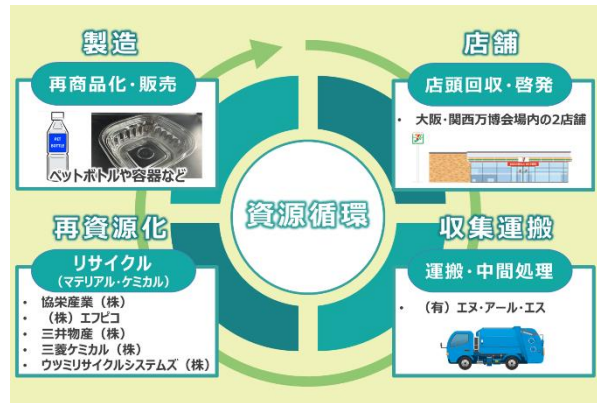 製造
再商品化・販売
PET
BOTTLE
ペットボトルや容器など
店舗
店頭回収・啓発
・ 大阪・関西万博会場内の2店舗
7
資源循環
再資源化
リサイクル
(マテリアル・ケミカル)
・ 協栄産業（株）
・ （株）エフピコ
・ 三井物産（株）
・ 三菱ケミカル（株）
・ ウツミリサイクルシステムズ（株）
収集運搬
運搬・中間処理
・ （有）エヌ・アール・エス